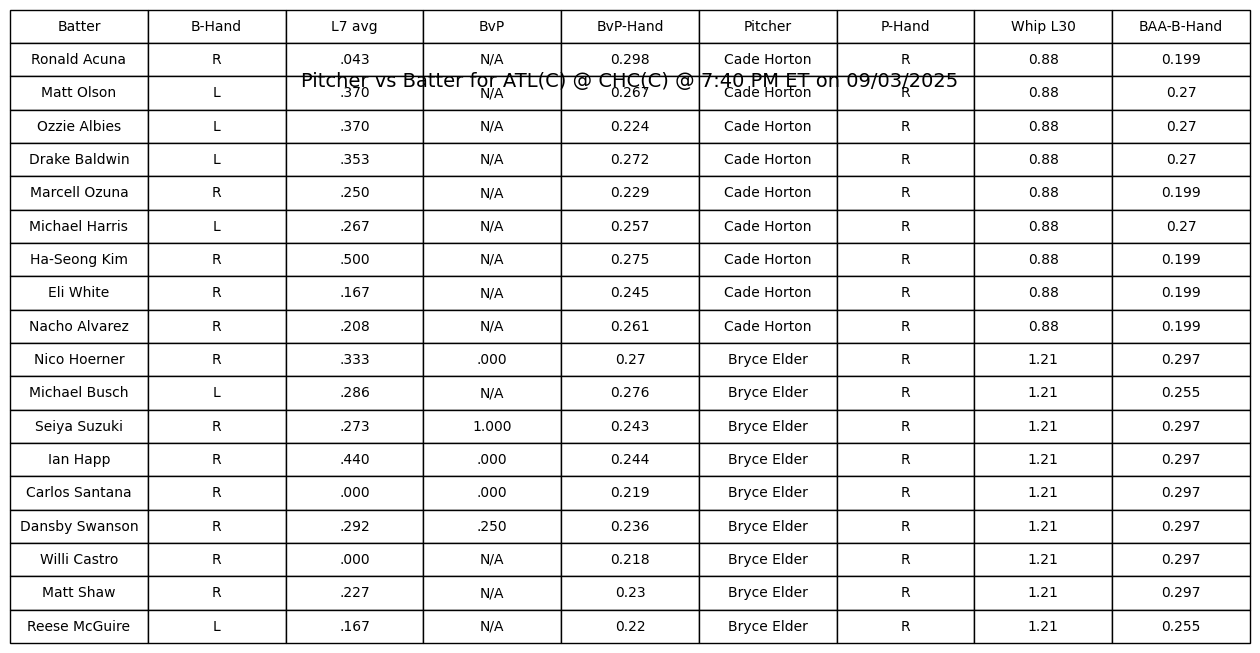 Batter B-Hand L7 avg BvP BvP-Hand Pitcher P-Hand Whip L30 BAA-B-Hand
Ronald Acuna R .043 N/A 0.298 Cade Horton R 0.88 0.199
Pitcher vs Batter for ATL(C) @ CHC(C) @ 7:40 PM ET on 09/03/2025
Matt Olson L .370 N/A 0.267 Cade Horton R 0.88 0.27
Ozzie Albies L .370 N/A 0.224 Cade Horton R 0.88 0.27
Drake Baldwin L .353 N/A 0.272 Cade Horton R 0.88 0.27
Marcell Ozuna R .250 N/A 0.229 Cade Horton R 0.88 0.199
Michael Harris L .267 N/A 0.257 Cade Horton R 0.88 0.27
Ha-Seong Kim R .500 N/A 0.275 Cade Horton R 0.88 0.199
Eli White R .167 N/A 0.245 Cade Horton R 0.88 0.199
Nacho Alvarez R .208 N/A 0.261 Cade Horton R 0.88 0.199
Nico Hoerner R .333 .000 0.27 Bryce Elder R 1.21 0.297
Michael Busch L .286 N/A 0.276 Bryce Elder R 1.21 0.255
Seiya Suzuki R .273 1.000 0.243 Bryce Elder R 1.21 0.297
Ian Happ R .440 .000 0.244 Bryce Elder R 1.21 0.297
Carlos Santana R .000 .000 0.219 Bryce Elder R 1.21 0.297
Dansby Swanson R .292 .250 0.236 Bryce Elder R 1.21 0.297
Willi Castro R .000 N/A 0.218 Bryce Elder R 1.21 0.297
Matt Shaw R .227 N/A 0.23 Bryce Elder R 1.21 0.297
Reese McGuire L .167 N/A 0.22 Bryce Elder R 1.21 0.255